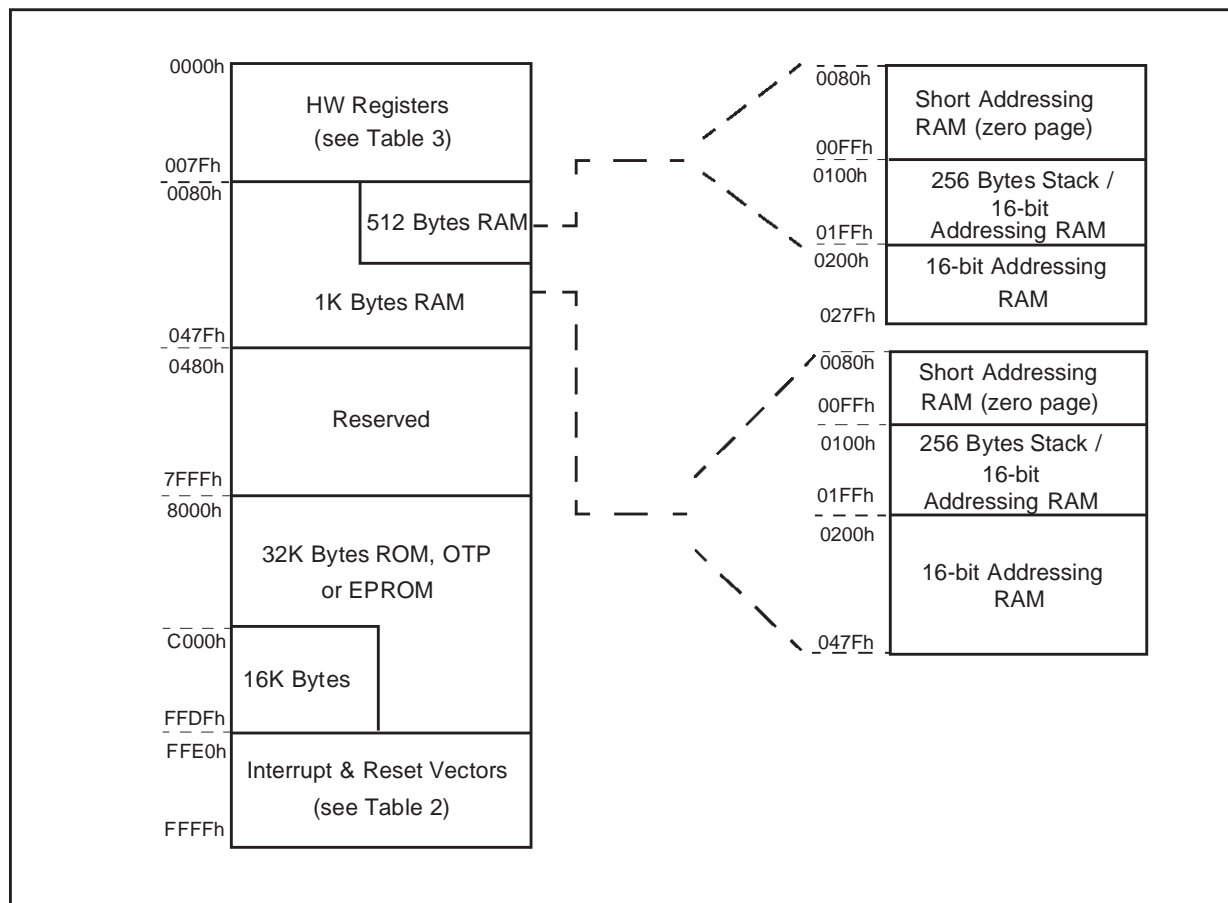 0000h
HW Registers
(see Table 3)
007Fh
0080h
512 Bytes RAM
1K Bytes RAM
047Fh
0480h
Reserved
7FFFh
8000h
32K Bytes ROM, OTP
or EPROM
C000h
16K Bytes
FFDFh
FFE0h
Interrupt & Reset Vectors
(see Table 2)
FFFFh
0080h
Short Addressing
RAM (zero page)
00FFh
0100h
256 Bytes Stack /
16-bit
Addressing RAM
01FFh
0200h
16-bit Addressing
RAM
027Fh
0080h
Short Addressing
RAM (zero page)
00FFh
0100h
256 Bytes Stack /
16-bit
Addressing RAM
01FFh
0200h
16-bit Addressing
RAM
047Fh